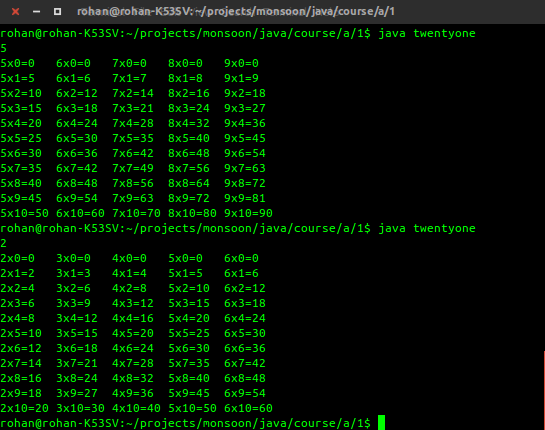 rohan@rohan-K53SV: ~/projects/monsoon/java/course/a/1
rohan@rohan-K53SV:~/projects/monsoon/java/course/a/1$ java twentyone
5
5x0=0 6x0=0 7x0=0 8x0=0 9x0=0
5x1=5 6x1=6 7x1=7 8x1=8 9x1=9
5x2=10 6x2=12 7x2=14 8x2=16 9x2=18
5x3=15 6x3=18 7x3=21 8x3=24 9x3=27
5x4=20 6x4=24 7x4=28 8x4=32 9x4=36
5x5=25 6x5=30 7x5=35 8x5=40 9x5=45
5x6=30 6x6=36 7x6=42 8x6=48 9x6=54
5x7=35 6x7=42 7x7=49 8x7=56 9x7=63
5x8=40 6x8=48 7x8=56 8x8=64 9x8=72
5x9=45 6x9=54 7x9=63 8x9=72 9x9=81
5x10=50 6x10=60 7x10=70 8x10=80 9x10=90
rohan@rohan-K53SV:~/projects/monsoon/java/course/a/1$ java twentyone
2
2x0=0 3x0=0 4x0=0 5x0=0 6x0=0
2x1=2 3x1=3 4x1=4 5x1=5 6x1=6
2x2=4 3x2=6 4x2=8 5x2=10 6x2=12
2x3=6 3x3=9 4x3=12 5x3=15 6x3=18
2x4=8 3x4=12 4x4=16 5x4=20 6x4=24
2x5=10 3x5=15 4x5=20 5x5=25 6x5=30
2x6=12 3x6=18 4x6=24 5x6=30 6x6=36
2x7=14 3x7=21 4x7=28 5x7=35 6x7=42
2x8=16 3x8=24 4x8=32 5x8=40 6x8=48
2x9=18 3x9=27 4x9=36 5x9=45 6x9=54
2x10=20 3x10=30 4x10=40 5x10=50 6x10=60
rohan@rohan-K53SV:~/projects/monsoon/java/course/a/1$